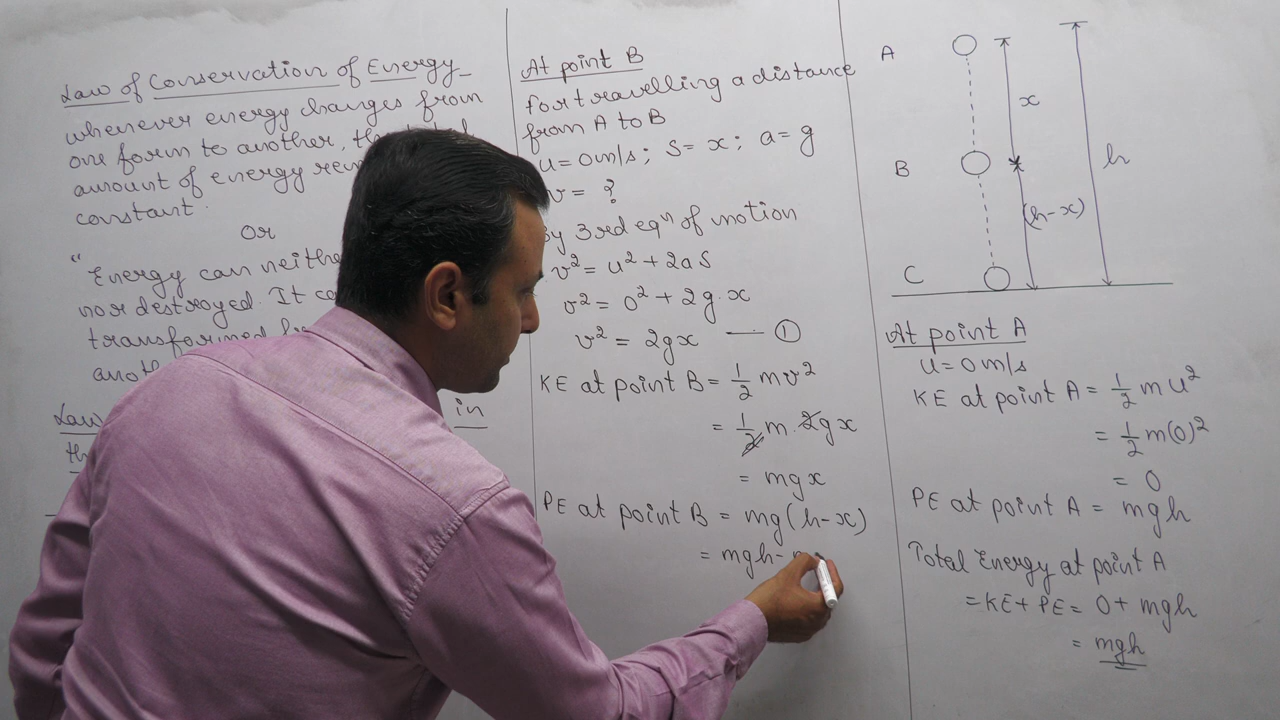 Law of Conservation of Energy-
whenever energy changes from
one form to another, the total
amount of energy
constant.
Or
"Energy can
nor destroyed. It
transformed
Law in
At point B
for travelling a distance
from A to B
u = 0 m/s ; S = x ; a = g
v = ?
By 3rd eqⁿ of motion
v² = u² + 2aS
v² = 0² + 2g.x
v² = 2gx — ①
KE at point B = 1/2 mv²
= 1/2 m.2gx
= mgx
PE at point B = mg(h-x)
= mgh-
A
x
h
B
(h-x)
C
At point A
u = 0 m/s
KE at point A = 1/2 mu²
= 1/2 m(0)²
= 0
PE at point A = mgh
Total Energy at point A
= KE + PE = 0 + mgh
= mgh